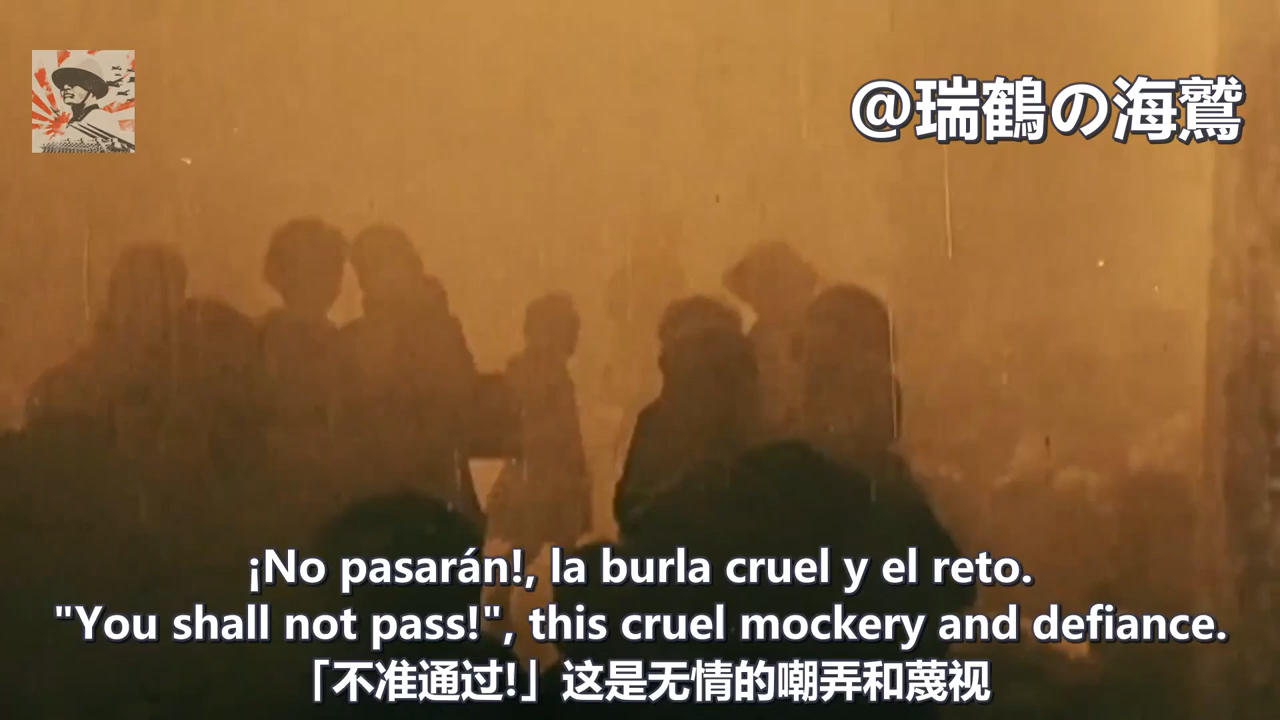 @瑞鶴の海鷲
¡No pasarán!, la burla cruel y el reto.
"You shall not pass!", this cruel mockery and defiance.
「不准通过!」这是无情的嘲弄和蔑视